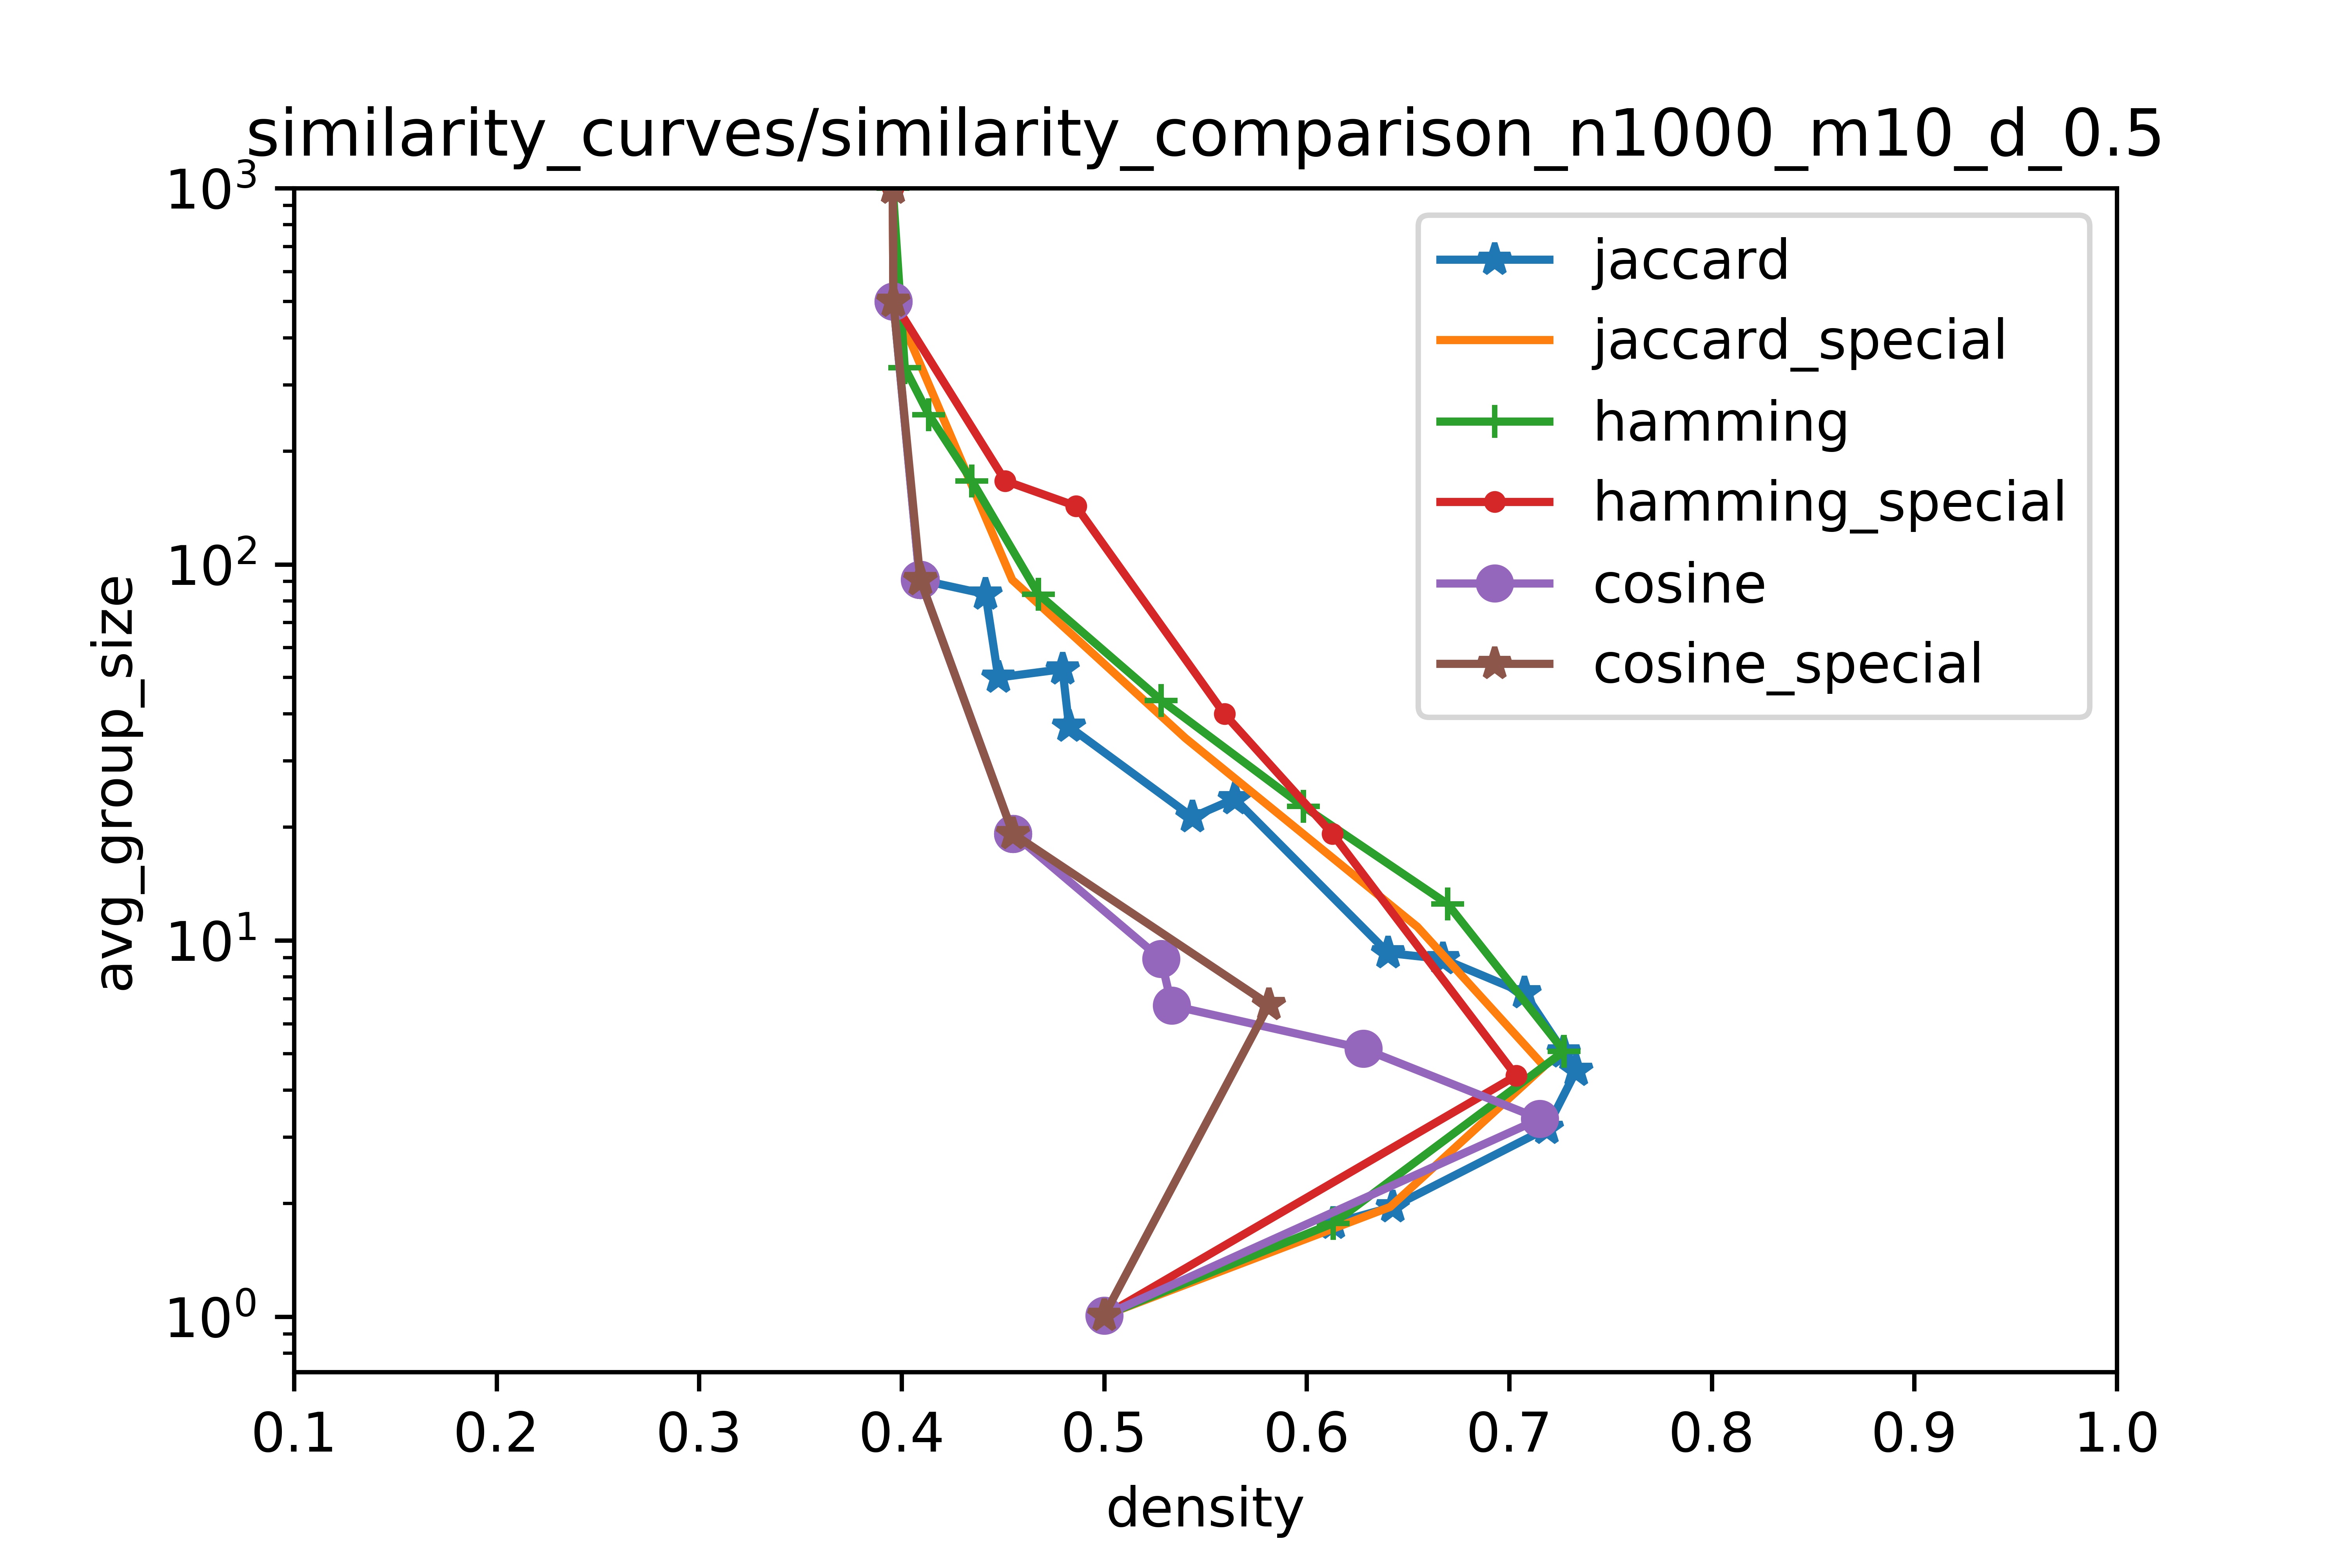 similarity_curves/similarity_comparison_n1000_m10_d_0.5
10³
10²
10¹
10⁰
avg_group_size
jaccard
jaccard_special
hamming
hamming_special
cosine
cosine_special
0.1 0.2 0.3 0.4 0.5 0.6 0.7 0.8 0.9 1.0
density